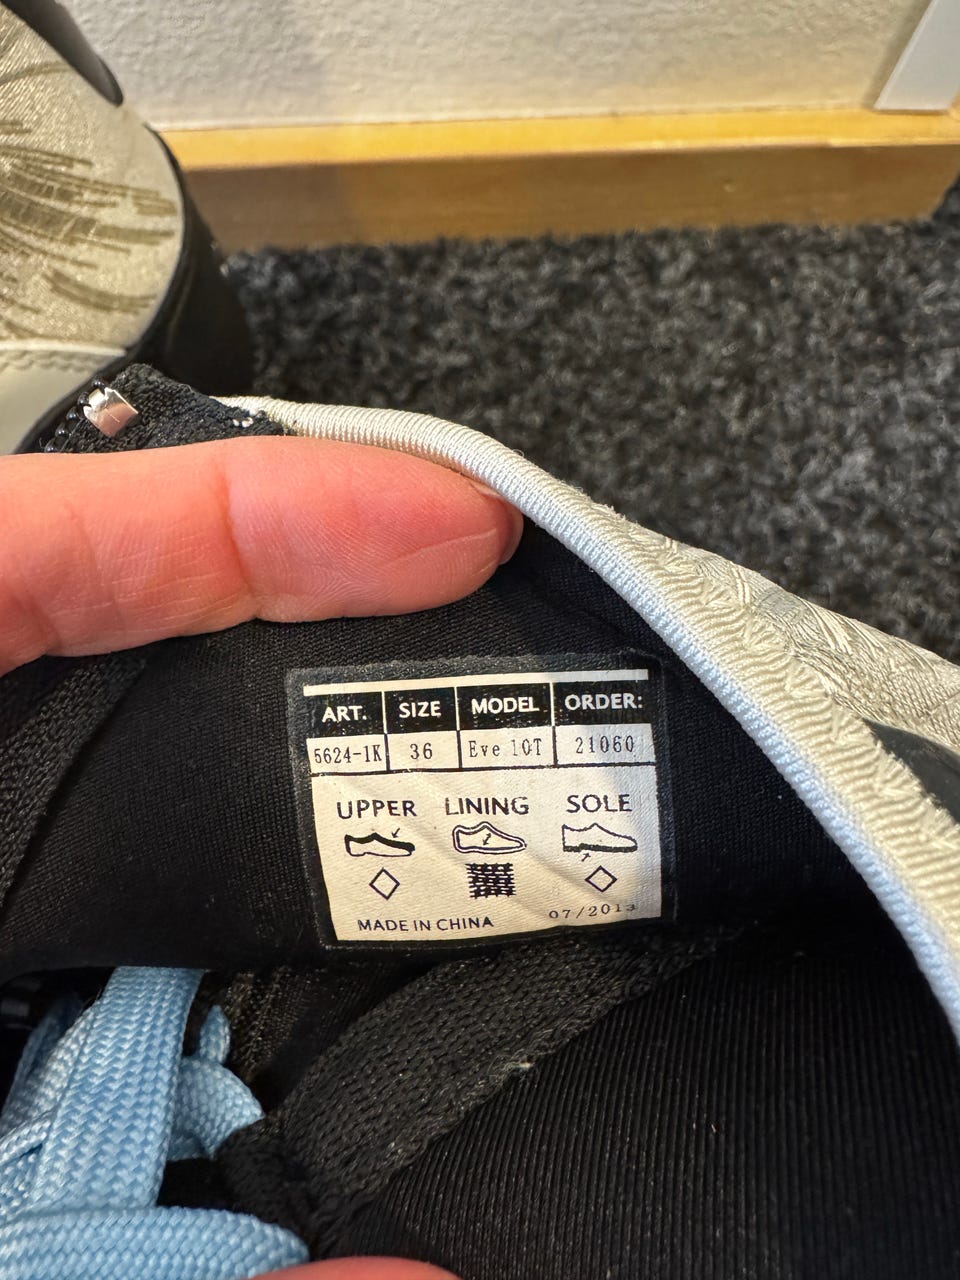 ART. SIZE MODEL ORDER:
5624-1K 36 Eve 10T 21060
UPPER LINING SOLE
MADE IN CHINA 07/2013